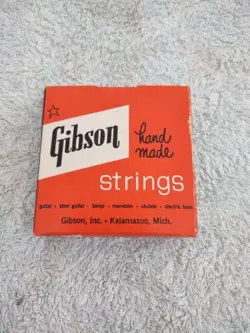 Gibson
hand
made
strings
guitar • steel guitar • banjo • mandolin • ukulele • electric bass
Gibson, Inc. • Kalamazoo, Mich.